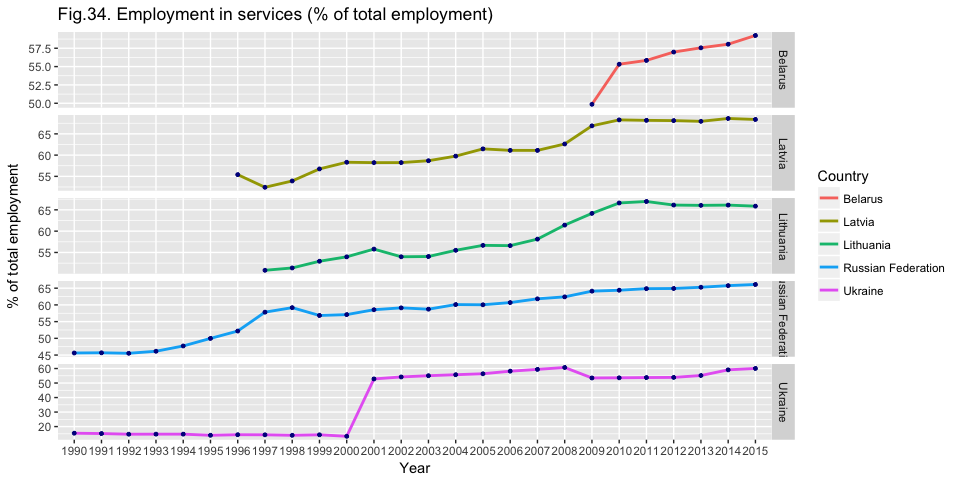 Fig.34. Employment in services (% of total employment)
% of total employment
57.5
55.0
52.5
50.0
Belarus
65
60
55
Latvia
65
60
55
Lithuania
65
60
55
50
45
ssian Federati
60
50
40
30
20
Ukraine
1990 1991 1992 1993 1994 1995 1996 1997 1998 1999 2000 2001 2002 2003 2004 2005 2006 2007 2008 2009 2010 2011 2012 2013 2014 2015
Year
Country
Belarus
Latvia
Lithuania
Russian Federation
Ukraine